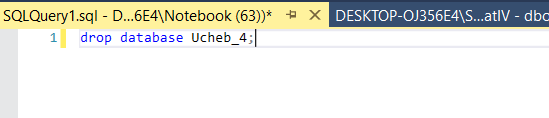 SQLQuery1.sql - D...6E4\Notebook (63))*
DESKTOP-OJ356E4\S...atIV - dbo
1 drop database Ucheb_4;